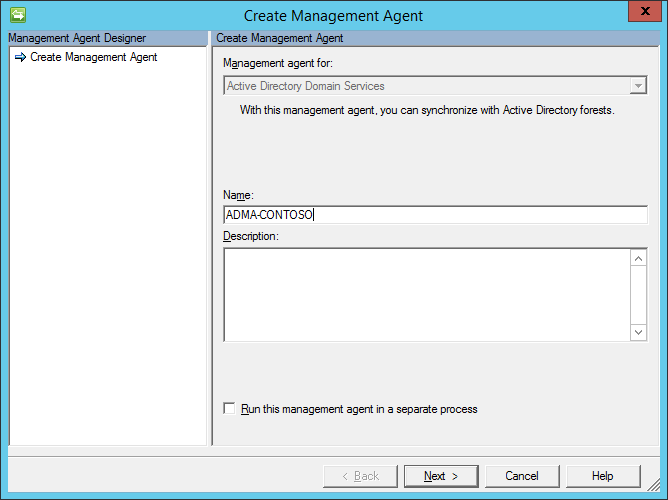 Create Management Agent
X
Management Agent Designer
Create Management Agent
Create Management Agent
Management agent for:
Active Directory Domain Services
With this management agent, you can synchronize with Active Directory forests.
Name:
ADMA-CONTOSO
Description:
Run this management agent in a separate process
< Back
Next >
Cancel
Help